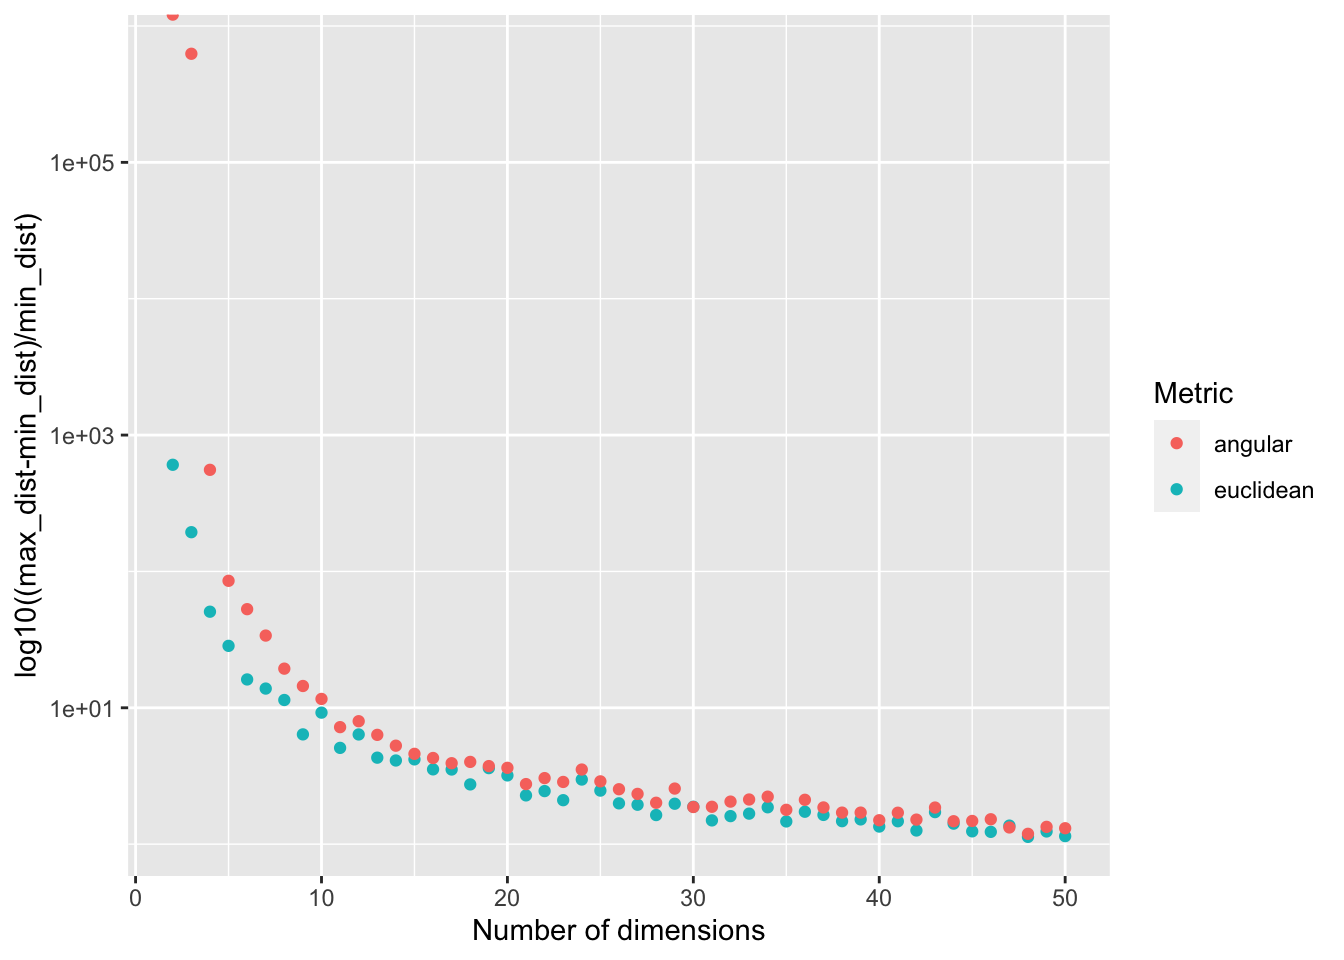 1e+05
1e+03
1e+01
log10((max_dist-min_dist)/min_dist)
0 10 20 30 40 50
Number of dimensions
Metric
angular
euclidean